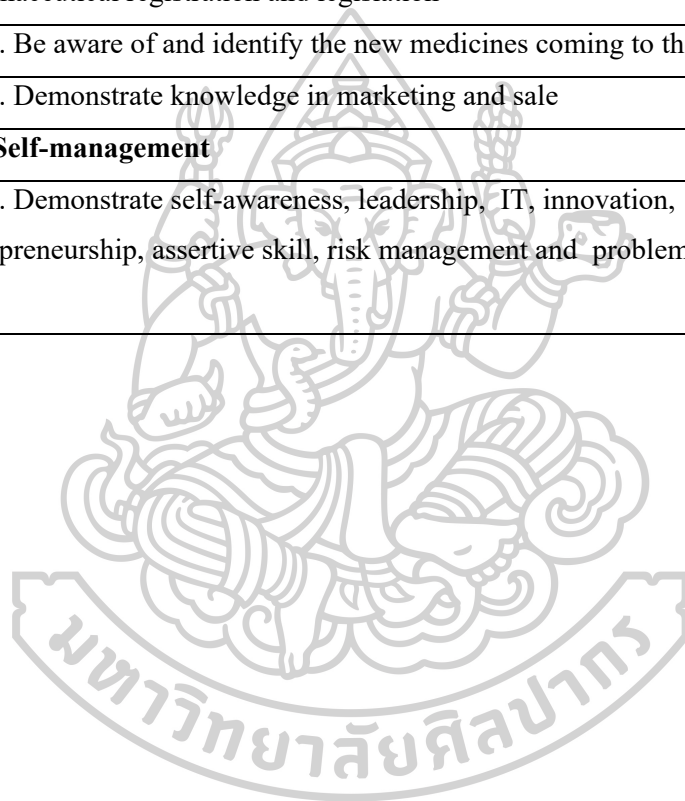 . Be aware of and identify the new medicines coming to th
. Demonstrate knowledge in marketing and sale
Self-management
. Demonstrate self-awareness, leadership, IT, innovation,
preneurship, assertive skill, risk management and problem
มหาวิทยาลัยศิลปากร